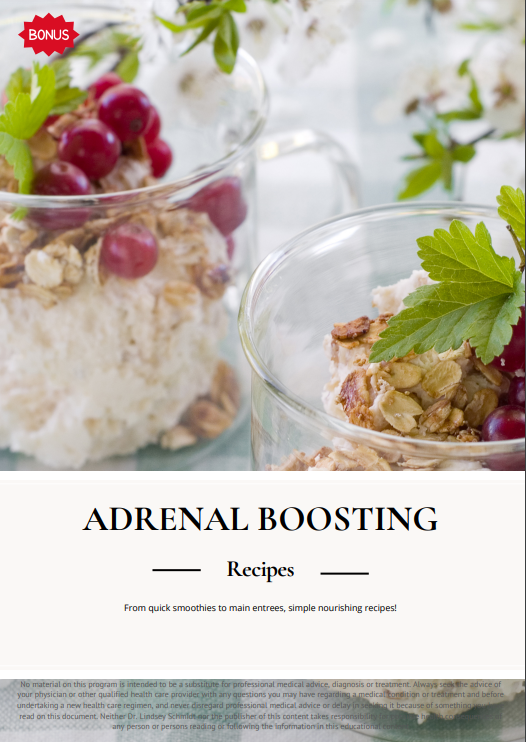 BONUS
ADRENAL BOOSTING
Recipes
From quick smoothies to main entrees, simple nourishing recipes!
No material on this program is intended to be a substitute for professional medical advice, diagnosis or treatment. Always seek the advice of
your physician or other qualified health care provider with any questions you may have regarding a medical condition or treatment and before
undertaking a new health care regimen, and never disregard professional medical advice or delay in seeking it because of something you
read on this document. Neither Dr. Lindsey Schmidt nor the publisher of this content takes responsibility
any person or persons reading or following the information in this educational